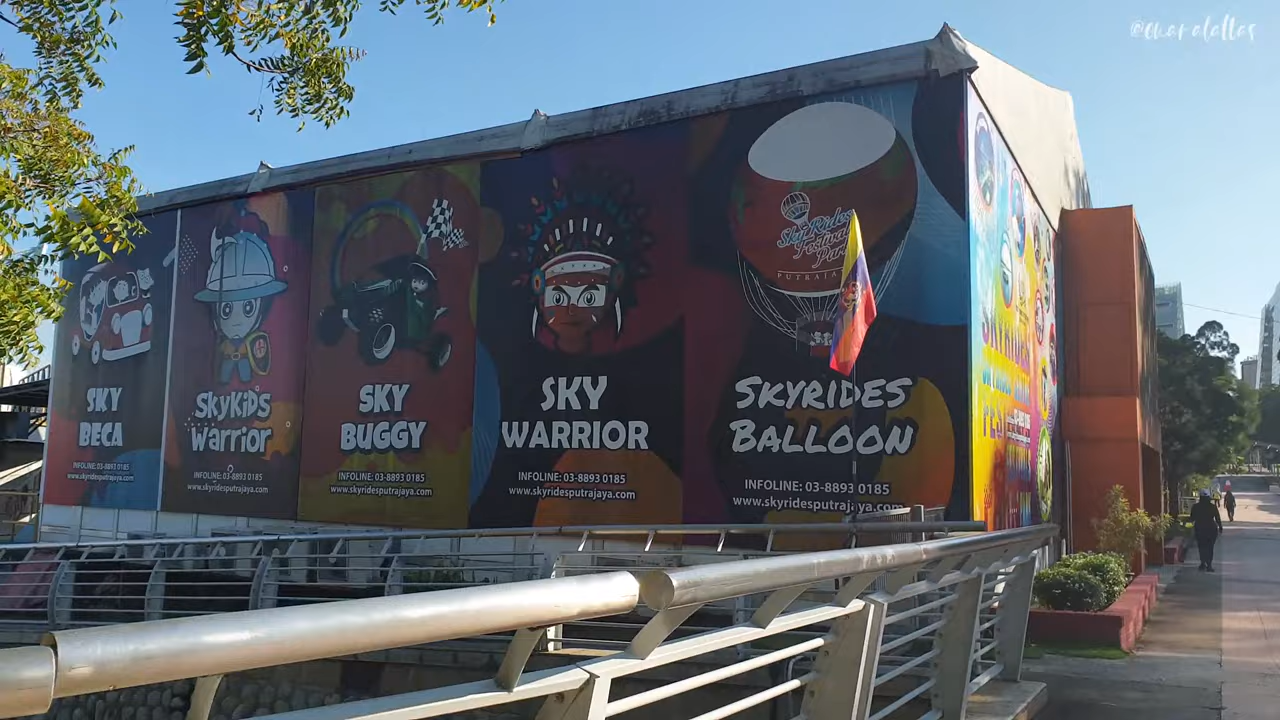 SKY
BECA
INFOLINE: 03-8893 0185
www.skyridesputrajaya.com
SkyKids
Warrior
INFOLINE: 03-8893 0185
www.skyridesputrajaya.com
SKY
BUGGY
INFOLINE: 03-8893 0185
www.skyridesputrajaya.com
SKY
WARRIOR
INFOLINE: 03-8893 0185
www.skyridesputrajaya.com
SkyRides
Festivals
Park
PUTRAJAYA
SKYRIDES
BALLOON
INFOLINE: 03-8893 0185
www.skyridesputrajaya.com
SKYRIDES